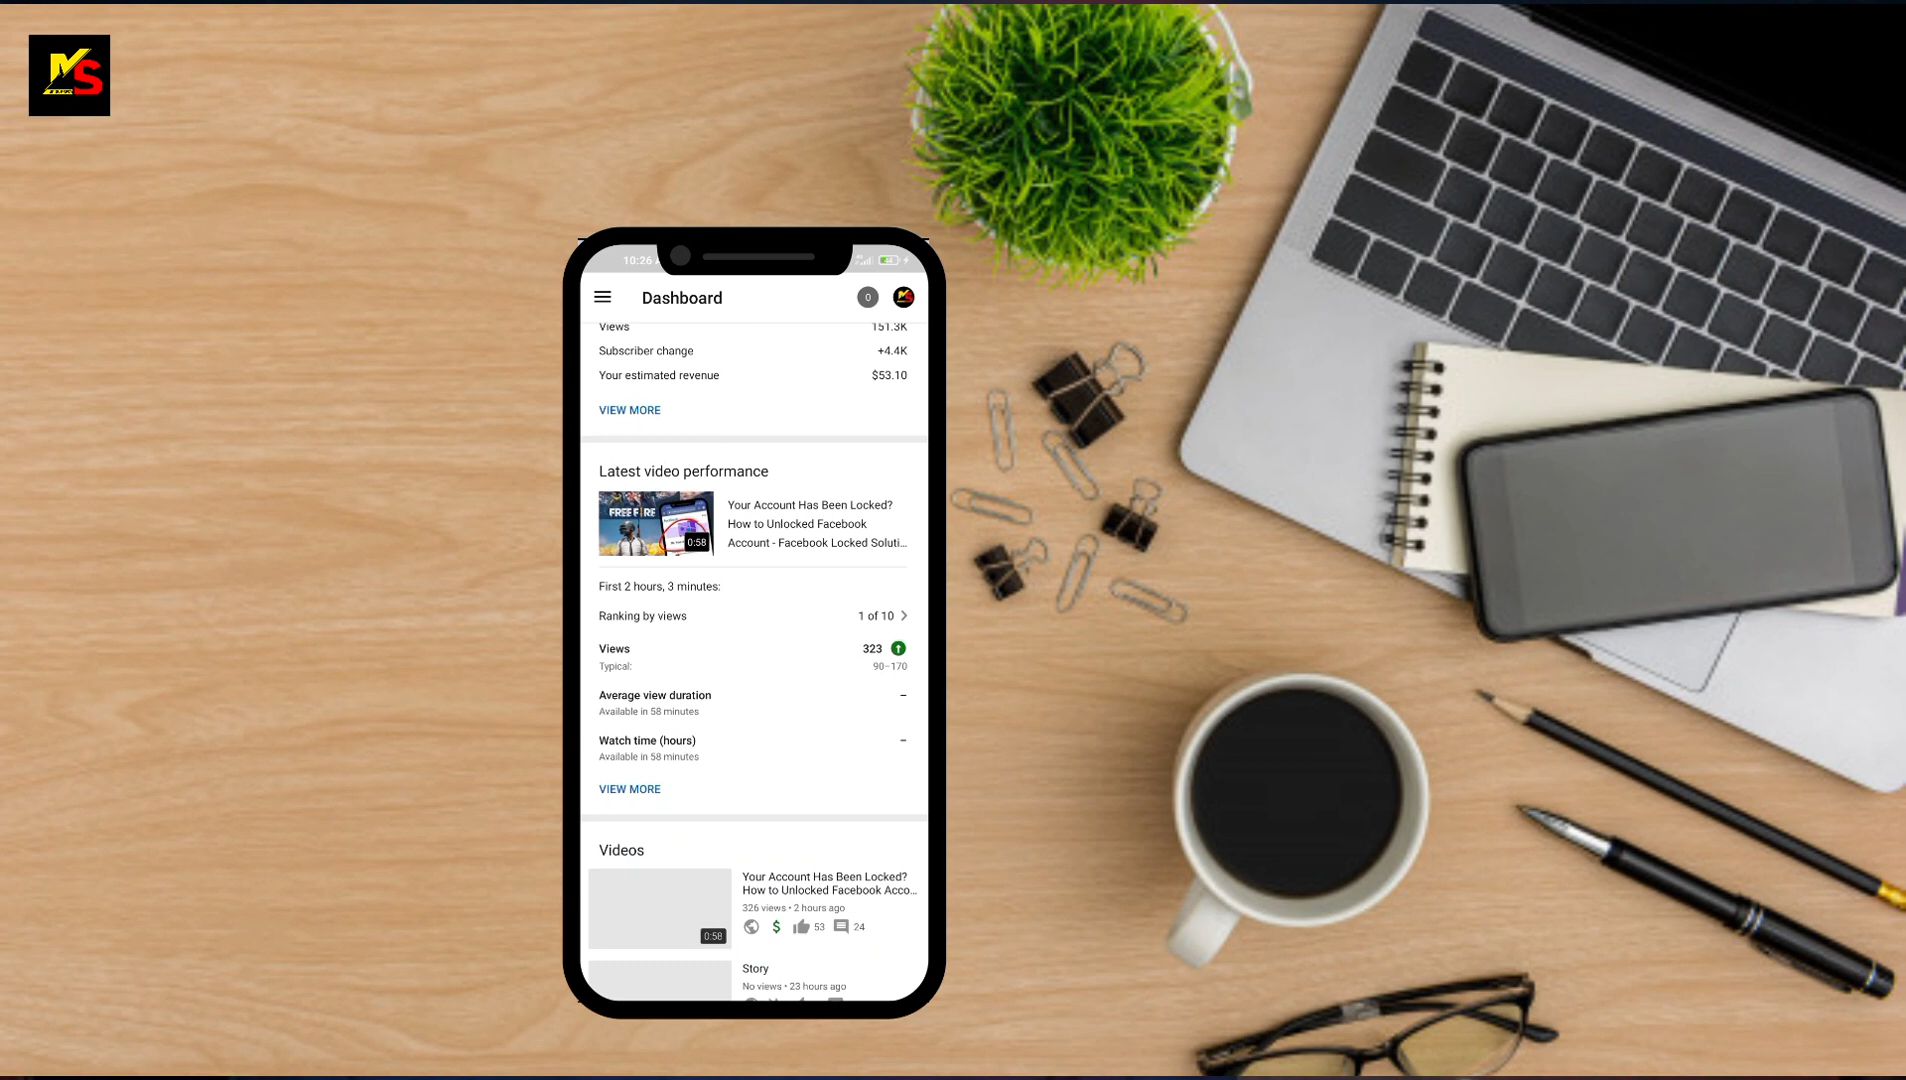 MS
10:26
Dashboard
0
Views 151.3K
Subscriber change +4.4K
Your estimated revenue $53.10
VIEW MORE
Latest video performance
FREE FIRE
0:58
Your Account Has Been Locked?
How to Unlocked Facebook
Account - Facebook Locked Soluti...
First 2 hours, 3 minutes:
Ranking by views 1 of 10
Views 323
Typical: 90–170
Average view duration –
Available in 58 minutes
Watch time (hours) –
Available in 58 minutes
VIEW MORE
Videos
0:58
Your Account Has Been Locked?
How to Unlocked Facebook Acco...
326 views • 2 hours ago
$ 53 24
Story
No views • 23 hours ago